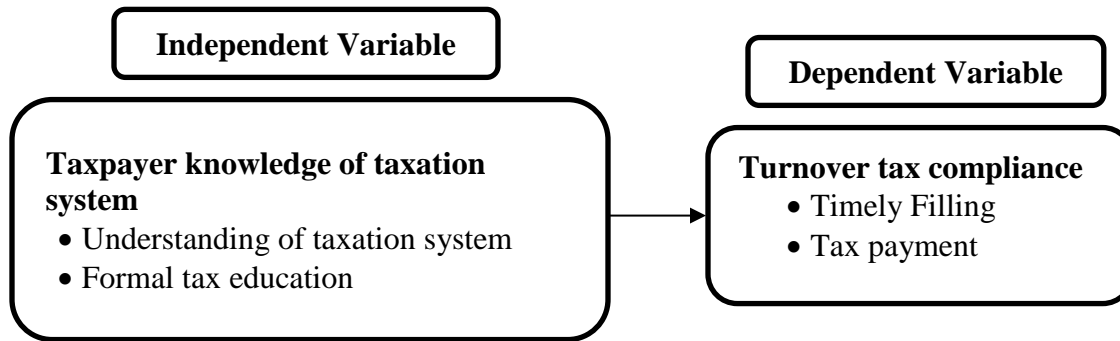 Independent Variable
Dependent Variable
Taxpayer knowledge of taxation
system
• Understanding of taxation system
• Formal tax education
Turnover tax compliance
• Timely Filling
• Tax payment